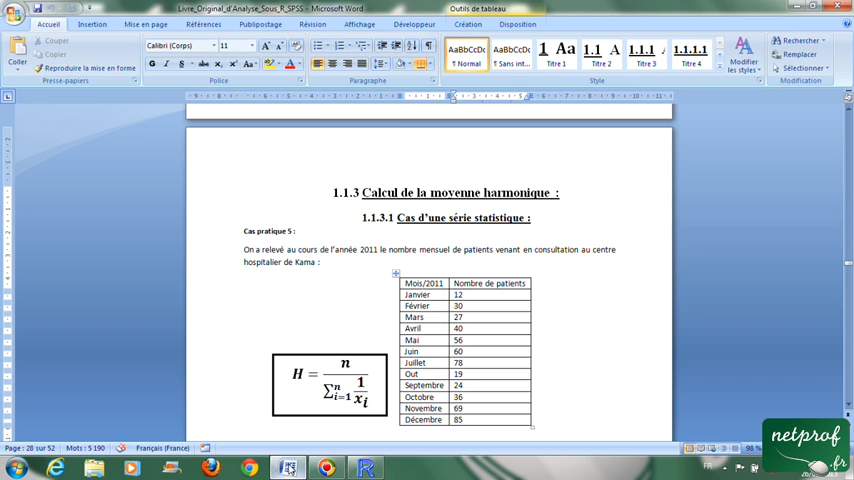 Livre_Original_d'Analyse_Sous_R_SPSS - Microsoft Word
Outils de tableau
Accueil Insertion Mise en page Références Publipostage Révision Affichage Développeur Création Disposition
Coller
Couper
Copier
Reproduire la mise en forme
Presse-papiers
Calibri (Corps) 11
G I S abc x₂ x² Aa
Police
Paragraphe
AaBbCcDc AaBbCcDc 1 Aa 1.1 A 1.1.1 A 1.1.1.1
¶ Normal ¶ Sans int... Titre 1 Titre 2 Titre 3 Titre 4
Modifier les styles
Style
Rechercher
Remplacer
Sélectionner
Modification
1.1.3 Calcul de la moyenne harmonique :
1.1.3.1 Cas d'une série statistique :
Cas pratique 5 :
On a relevé au cours de l'année 2011 le nombre mensuel de patients venant en consultation au centre
hospitalier de Kama :
Mois/2011 Nombre de patients
Janvier 12
Février 30
Mars 27
Avril 40
Mai 56
Juin 60
Juillet 78
Out 19
Septembre 24
Octobre 36
Novembre 69
Décembre 85
H = n / ∑ⁿᵢ₌₁ 1/xᵢ
Page : 28 sur 52 Mots : 5 190 Français (France) 98 %
FR
netprof
.fr